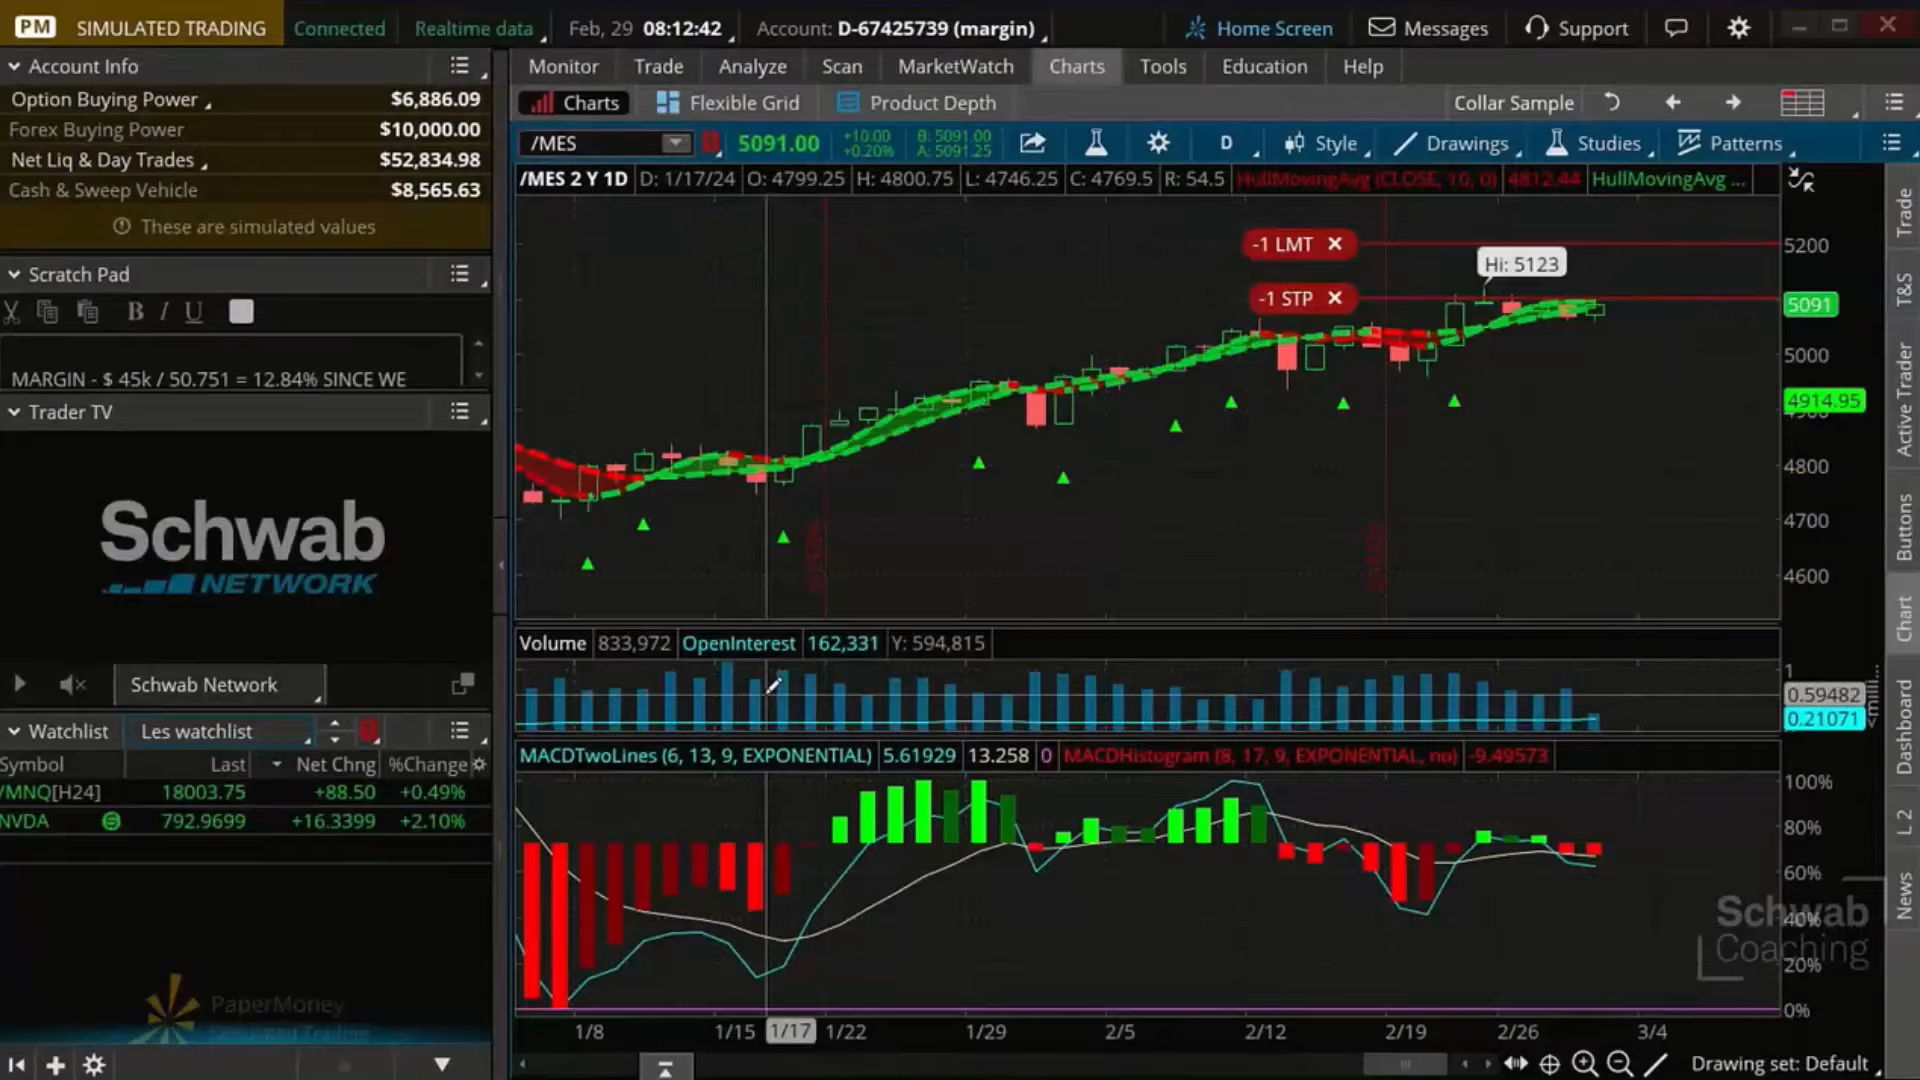 PM SIMULATED TRADING Connected Realtime data Feb, 29 08:12:42 Account: D-67425739 (margin) Home Screen Messages Support
Account Info
Option Buying Power $6,886.09
Forex Buying Power $10,000.00
Net Liq & Day Trades $52,834.98
Cash & Sweep Vehicle $8,565.63
These are simulated values
Scratch Pad
B I U
MARGIN - $ 45k / 50.751 = 12.84% SINCE WE
Trader TV
Schwab
NETWORK
Schwab Network
Watchlist Les watchlist
Symbol Last Net Chng %Change
/MNQ[H24] 18003.75 +88.50 +0.49%
NVDA 792.9699 +16.3399 +2.10%
PaperMoney
Monitor Trade Analyze Scan MarketWatch Charts Tools Education Help
Charts Flexible Grid Product Depth Collar Sample
/MES 5091.00 +10.00 +0.20% B: 5091.00 A: 5091.25 D Style Drawings Studies Patterns
/MES 2 Y 1D D: 1/17/24 O: 4799.25 H: 4800.75 L: 4746.25 C: 4769.5 R: 54.5 HullMovingAvg (CLOSE, 10, 0) 4812.44 HullMovingAvg ...
-1 LMT
5200
Hi: 5123
-1 STP
5091
5000
4914.95
4800
4700
4600
Volume 833,972 OpenInterest 162,331 Y: 594,815
1
0.59482
0.21071
MACDTwoLines (6, 13, 9, EXPONENTIAL) 5.61929 13.258 0 MACDHistogram (8, 17, 9, EXPONENTIAL, no) -9.49573
100%
80%
60%
40%
20%
0%
Schwab
Coaching
1/8 1/15 1/17 1/22 1/29 2/5 2/12 2/19 2/26 3/4
Drawing set: Default
Trade
T&S
Active Trader
Buttons
Chart
Dashboard
L 2
News